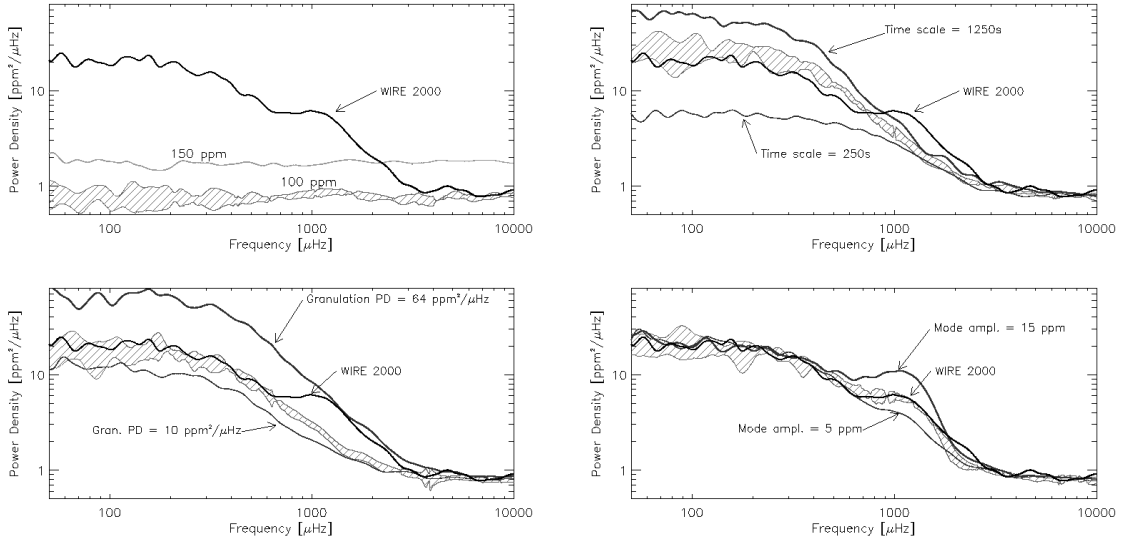 Power Density [ppm²/μHz]
10
1
WIRE 2000
150 ppm
100 ppm
100
1000
10000
Frequency [μHz]
Power Density [ppm²/μHz]
10
1
Time scale = 1250s
WIRE 2000
Time scale = 250s
100
1000
10000
Frequency [μHz]
Power Density [ppm²/μHz]
10
1
Granulation PD = 64 ppm²/μHz
WIRE 2000
Gran. PD = 10 ppm²/μHz
100
1000
10000
Frequency [μHz]
Power Density [ppm²/μHz]
10
1
Mode ampl. = 15 ppm
WIRE 2000
Mode ampl. = 5 ppm
100
1000
10000
Frequency [μHz]